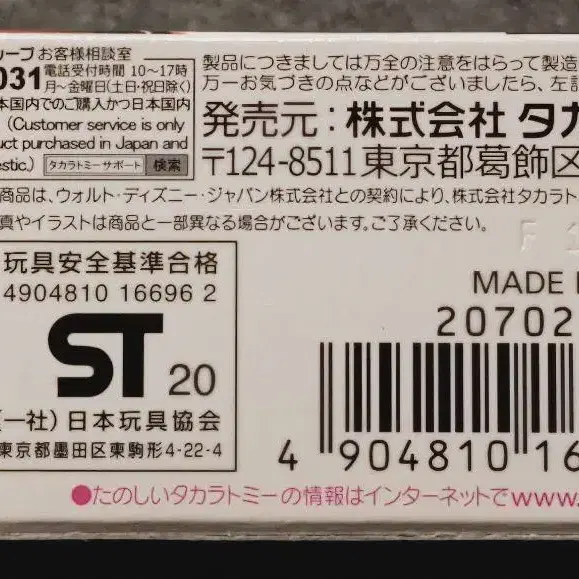 ループ お客様相談室
031 電話受付時間 10～17時
月～金曜日(土・日・祝日除く)
本国内でのご購入かつ日本国内
(Customer service is only
uct purchased in Japan and
estic.) タカラトミーサポート 検索
製品につきましては万全の注意をはらって製造
万一お気づきの点などがございましたら、左記
発売元：株式会社 タカ
〒124-8511 東京都葛飾区
商品は、ウォルト・ディズニー・ジャパン株式会社との契約により、株式会社タカラト
真やイラストは商品と一部異なる場合がございます。ご了承ください。
玩具安全基準合格
4904810 16696 2
ST 20
(一社)日本玩具協会
東京都墨田区東駒形4-22-4
MADE
20702
4 904810 16
●たのしいタカラトミーの情報はインターネットでwww.